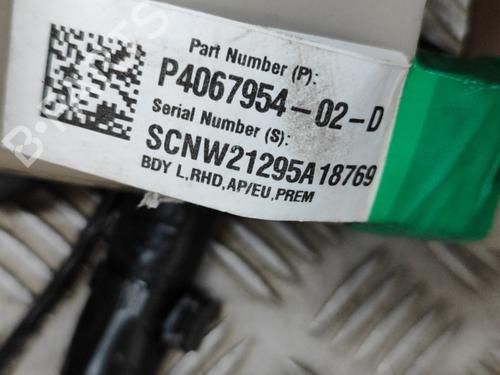 Part Number (P):
P4067954-02-D
Serial Number (S):
SCNW21295A18769
BDY L,RHD,AP/EU,PREM